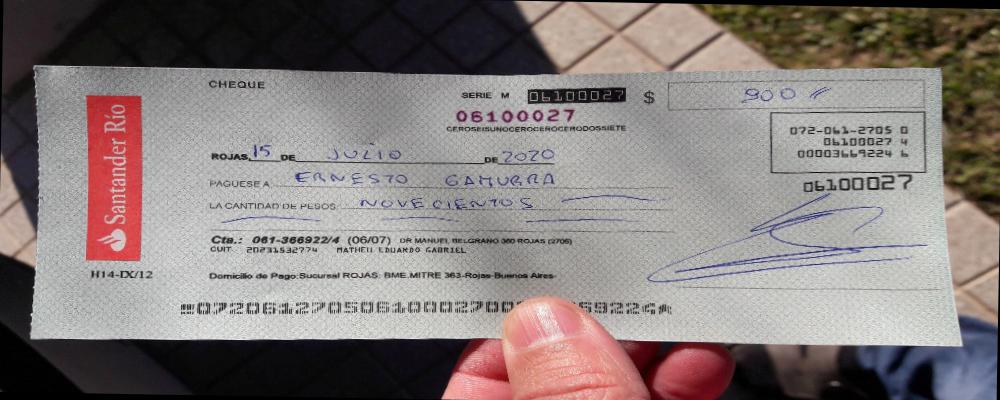 CHEQUE
Santander Río
SERIE M 06100027 $ 900
06100027
CEROSEISUNOCEROCEROCERODOSSIETE
072-061-2705 0
06100027 4
00003669224 6
06100027
ROJAS, 15 DE JULIO DE 2020
PAGUESE A ERNESTO GAMURRA
LA CANTIDAD DE PESOS NOVECIENTOS
Cta.: 061-366922/4 (06/07) DR MANUEL BELGRANO 360 ROJAS (2705)
CUIT 20231532774 MATHEU EDUARDO GABRIEL
H14-IX/12
Domicilio de Pago:Sucursal ROJAS: BME.MITRE 363-Rojas-Buenos Aires-